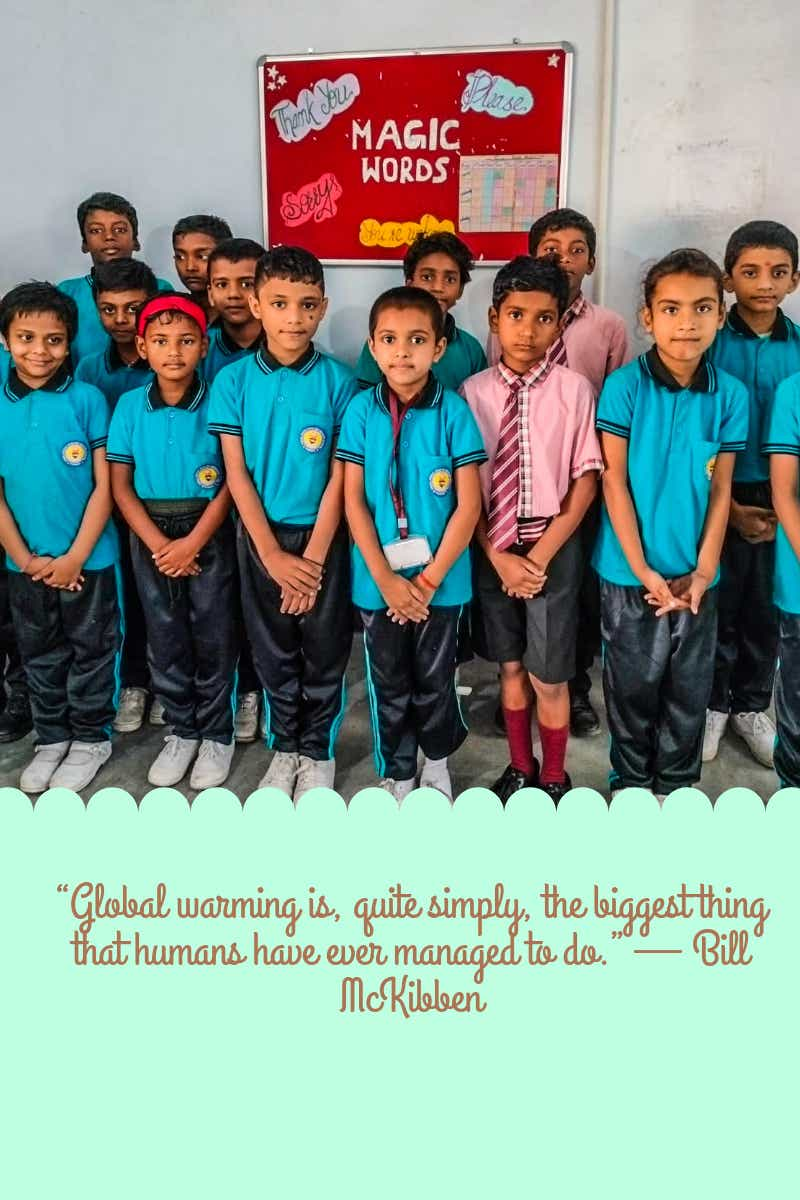 Thank You
Please
MAGIC
WORDS
Sorry
“Global warming is, quite simply, the biggest thing
that humans have ever managed to do.” — Bill
McKibben